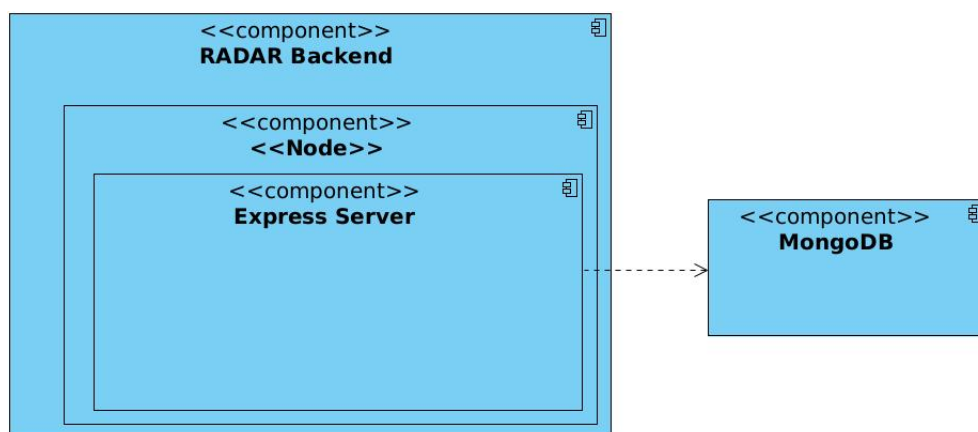 <<component>>
RADAR Backend
<<component>>
<<Node>>
<<component>>
Express Server
<<component>>
MongoDB